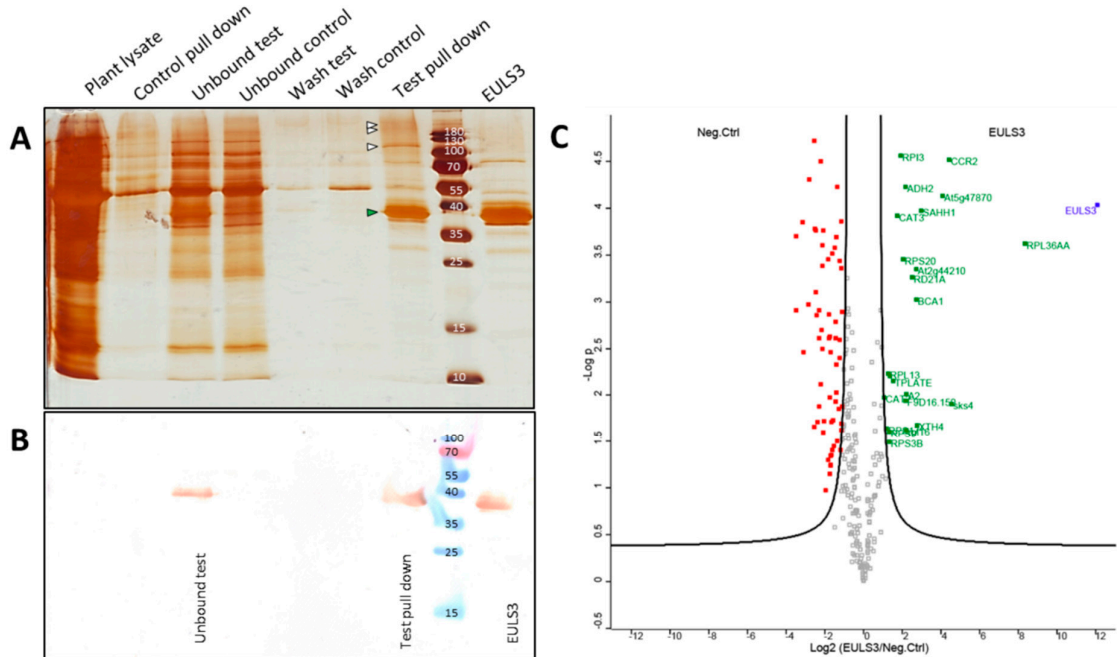 Plant lysate
Control pull down
Unbound test
Unbound control
Wash test
Wash control
Test pull down
EULS3
A
180
130
100
70
55
40
35
25
15
10
B
100
70
55
40
35
25
15
Unbound test
Test pull down
EULS3
C
Neg.Ctrl
EULS3
RPI3
CCR2
ADH2
At5g47870
EULS3
SAHH1
CAT3
RPL36AA
RPS20
At2g44210
RD21A
BCA1
RPL13
TPLATE
F9D16.150
sks4
RPS3B
-Log p
4.5
4
3.5
3
2.5
2
1.5
1
0.5
0
-0.5
-12
-10
-8
-6
-4
-2
0
2
4
6
8
10
12
Log2 (EULS3/Neg.Ctrl)